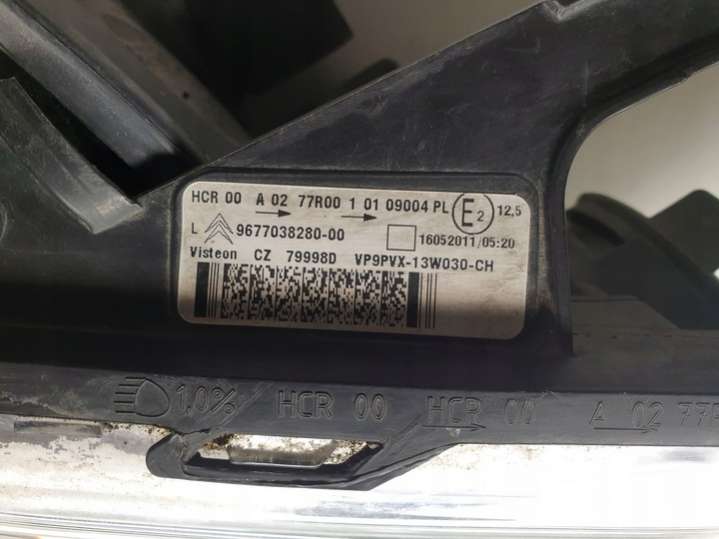 HCR 00 A 02 77R00 1 01 09004 PL E2 12,5
L 9677038280-00 16052011/05:20
Visteon CZ 79998D VP9PVX-13W030-CH
1,0% HCR 00 HCR 00 A 02 77